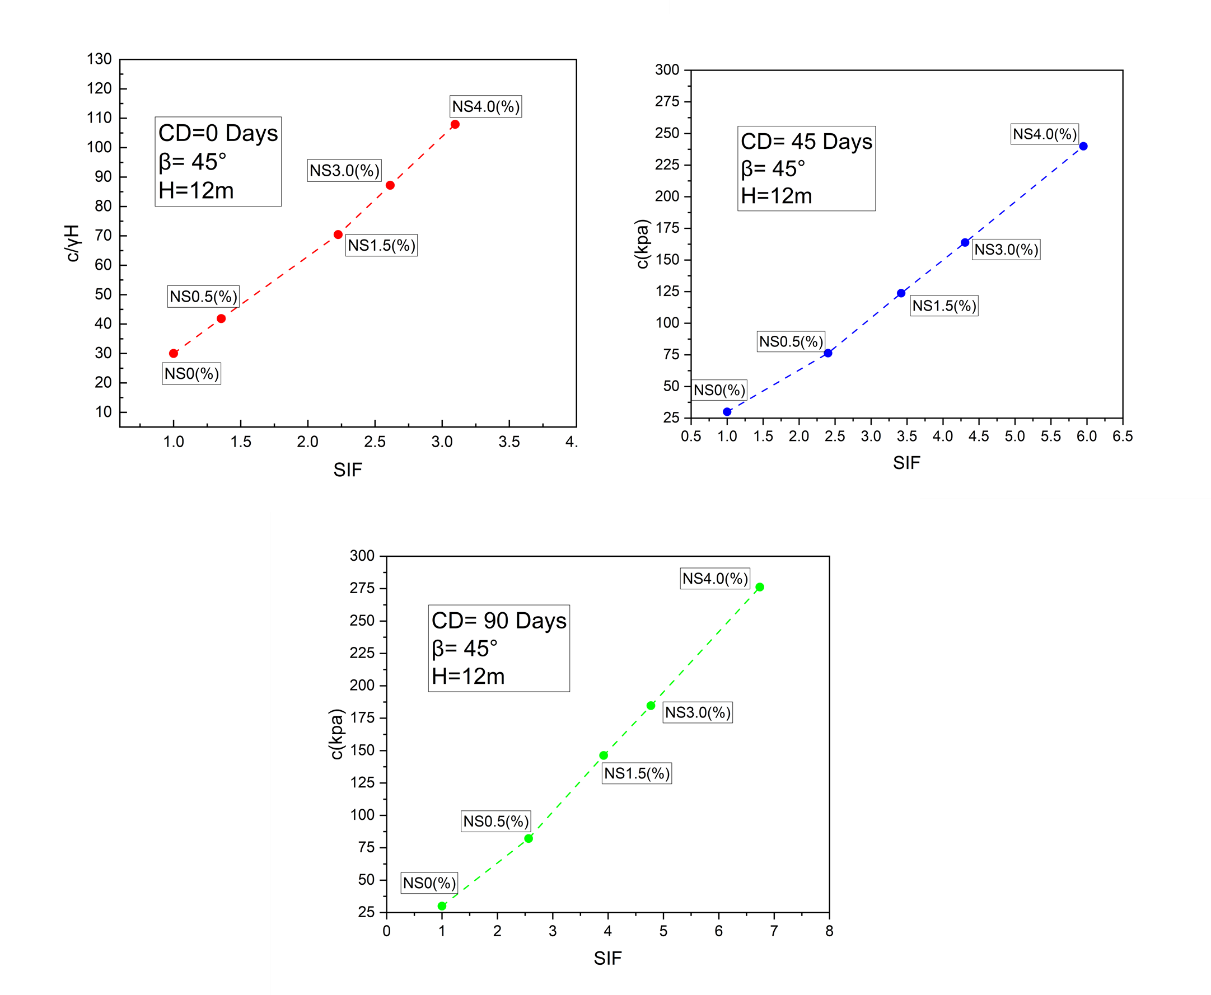 130
120
110
100
90
80
70
60
50
40
30
20
10
c/γH
CD=0 Days
β= 45°
H=12m
NS4.0(%)
NS3.0(%)
NS1.5(%)
NS0.5(%)
NS0(%)
1.0 1.5 2.0 2.5 3.0 3.5 4.
SIF
300
275
250
225
200
175
150
125
100
75
50
25
c(kpa)
CD= 45 Days
β= 45°
H=12m
NS4.0(%)
NS3.0(%)
NS1.5(%)
NS0.5(%)
NS0(%)
0.5 1.0 1.5 2.0 2.5 3.0 3.5 4.0 4.5 5.0 5.5 6.0 6.5
SIF
300
275
250
225
200
175
150
125
100
75
50
25
c(kpa)
CD= 90 Days
β= 45°
H=12m
NS4.0(%)
NS3.0(%)
NS1.5(%)
NS0.5(%)
NS0(%)
0 1 2 3 4 5 6 7 8
SIF